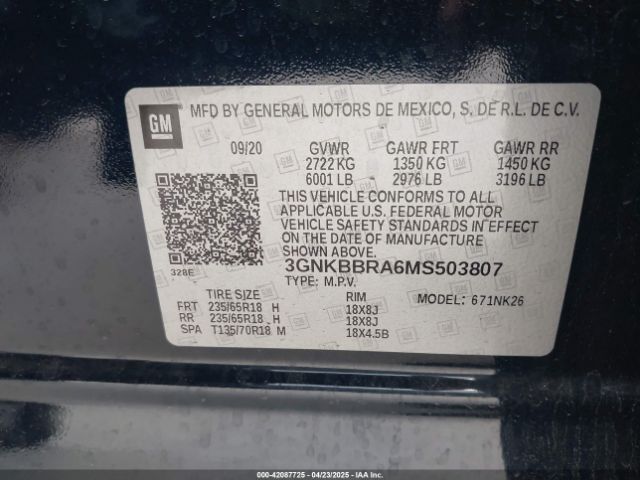 GM
MFD BY GENERAL MOTORS DE MEXICO, S. DE R.L. DE C.V.
09/20 GVWR GAWR FRT GAWR RR
2722 KG 1350 KG 1450 KG
6001 LB 2976 LB 3196 LB
THIS VEHICLE CONFORMS TO ALL
APPLICABLE U.S. FEDERAL MOTOR
VEHICLE SAFETY STANDARDS IN EFFECT
ON THE DATE OF MANUFACTURE
SHOWN ABOVE.
328E
3GNKBBRA6MS503807
TYPE: M.P.V.
TIRE SIZE RIM MODEL: 671NK26
FRT 235/65R18 H 18X8J
RR 235/65R18 H 18X8J
SPA T135/70R18 M 18X4.5B
000-42087725 - 04/23/2025 - IAAI.COM